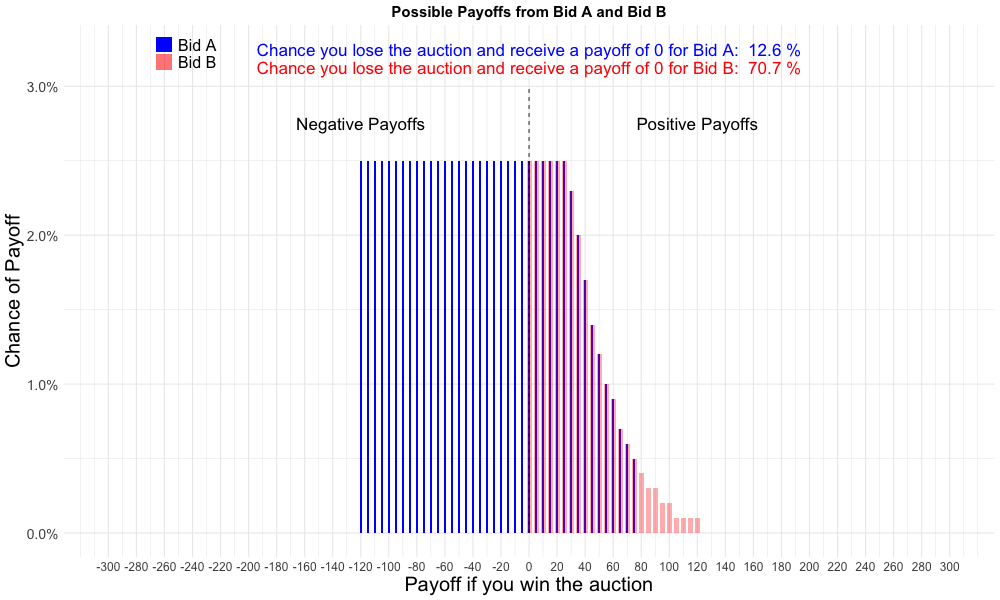 Possible Payoffs from Bid A and Bid B
Bid A
Bid B
Chance you lose the auction and receive a payoff of 0 for Bid A:  12.6 %
Chance you lose the auction and receive a payoff of 0 for Bid B:  70.7 %
Negative Payoffs
Positive Payoffs
Chance of Payoff
3.0%
2.0%
1.0%
0.0%
-300 -280 -260 -240 -220 -200 -180 -160 -140 -120 -100 -80 -60 -40 -20 0 20 40 60 80 100 120 140 160 180 200 220 240 260 280 300
Payoff if you win the auction